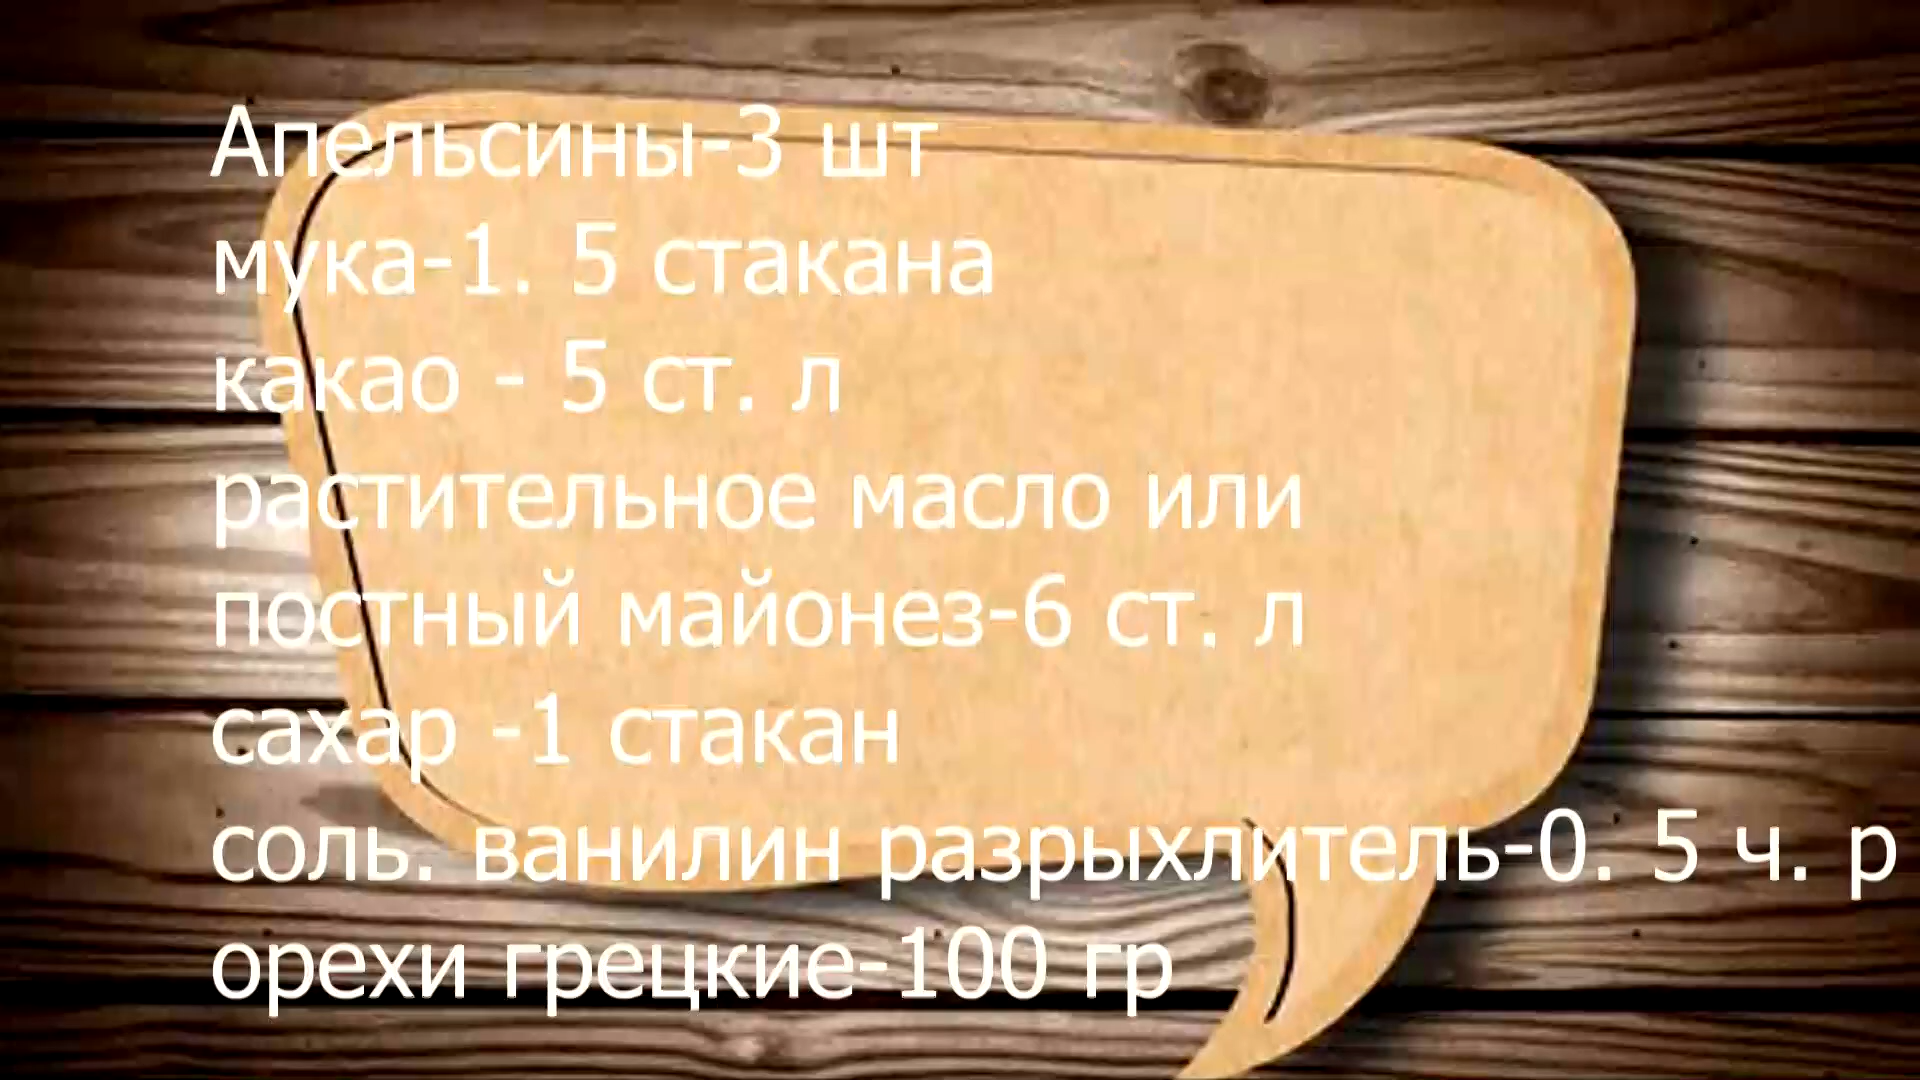 Апельсины-3 шт
мука-1. 5 стакана
какао - 5 ст. л
растительное масло или
постный майонез-6 ст. л
сахар -1 стакан
соль. ванилин разрыхлитель-0. 5 ч. р
орехи грецкие-100 гр